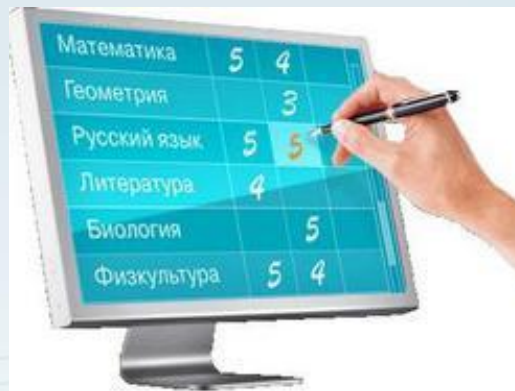 Математика 5 4
Геометрия 3
Русский язык 5 5
Литература 4
Биология 5
Физкультура 5 4